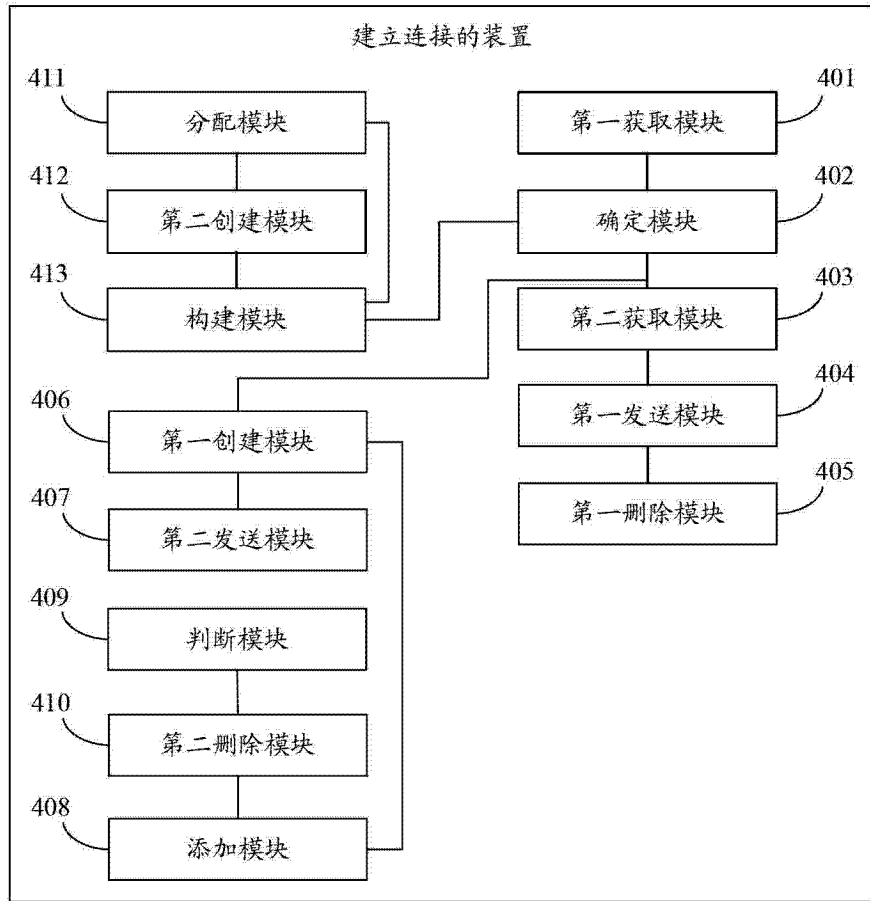 建立连接的装置
411
分配模块
412
第二创建模块
413
构建模块
406
第一创建模块
407
第二发送模块
409
判断模块
410
第二删除模块
408
添加模块
401
第一获取模块
402
确定模块
403
第二获取模块
404
第一发送模块
405
第一删除模块